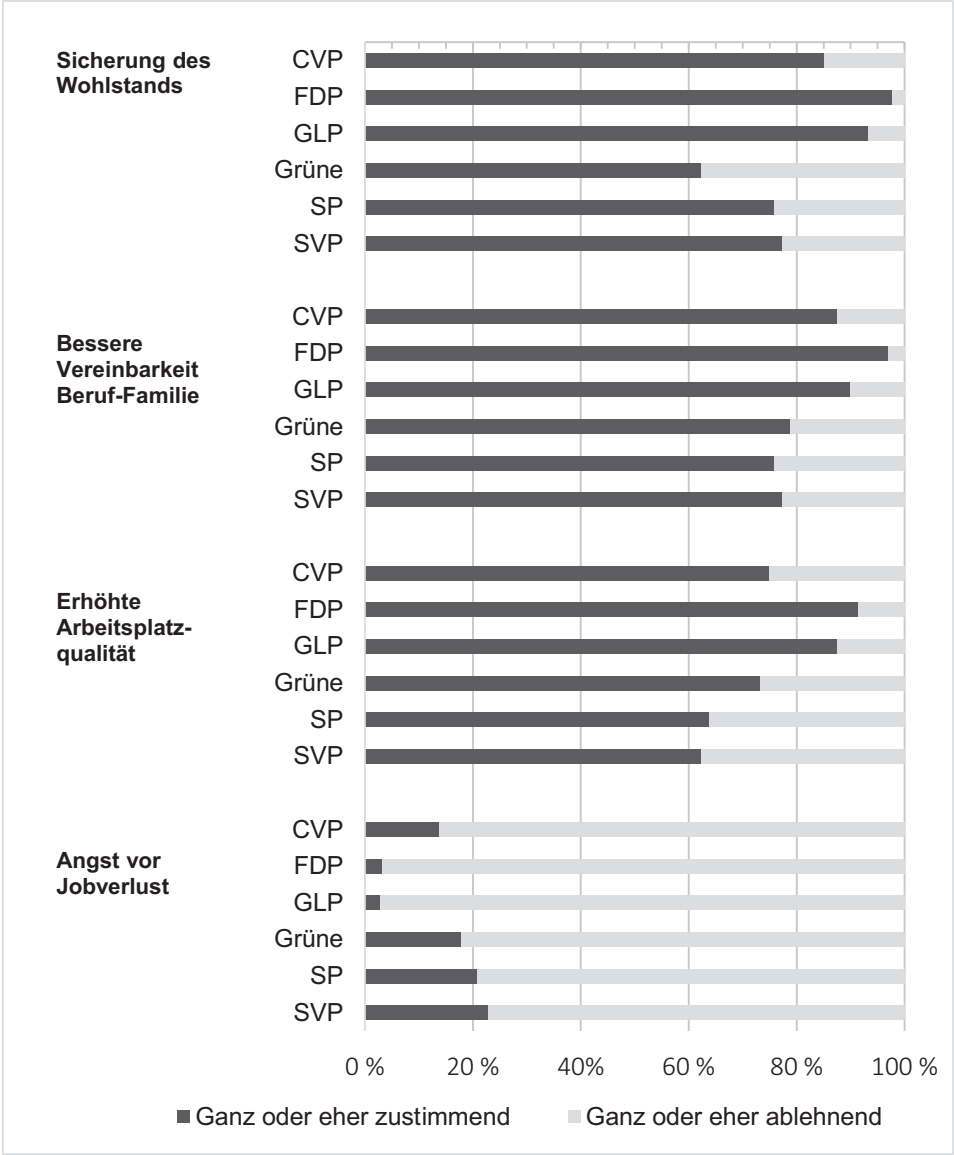 Sicherung des
Wohlstands
CVP
FDP
GLP
Grüne
SP
SVP
Bessere
Vereinbarkeit
Beruf-Familie
CVP
FDP
GLP
Grüne
SP
SVP
Erhöhte
Arbeitsplatz-
qualität
CVP
FDP
GLP
Grüne
SP
SVP
Angst vor
Jobverlust
CVP
FDP
GLP
Grüne
SP
SVP
0 % 20 % 40% 60 % 80 % 100 %
Ganz oder eher zustimmend Ganz oder eher ablehnend